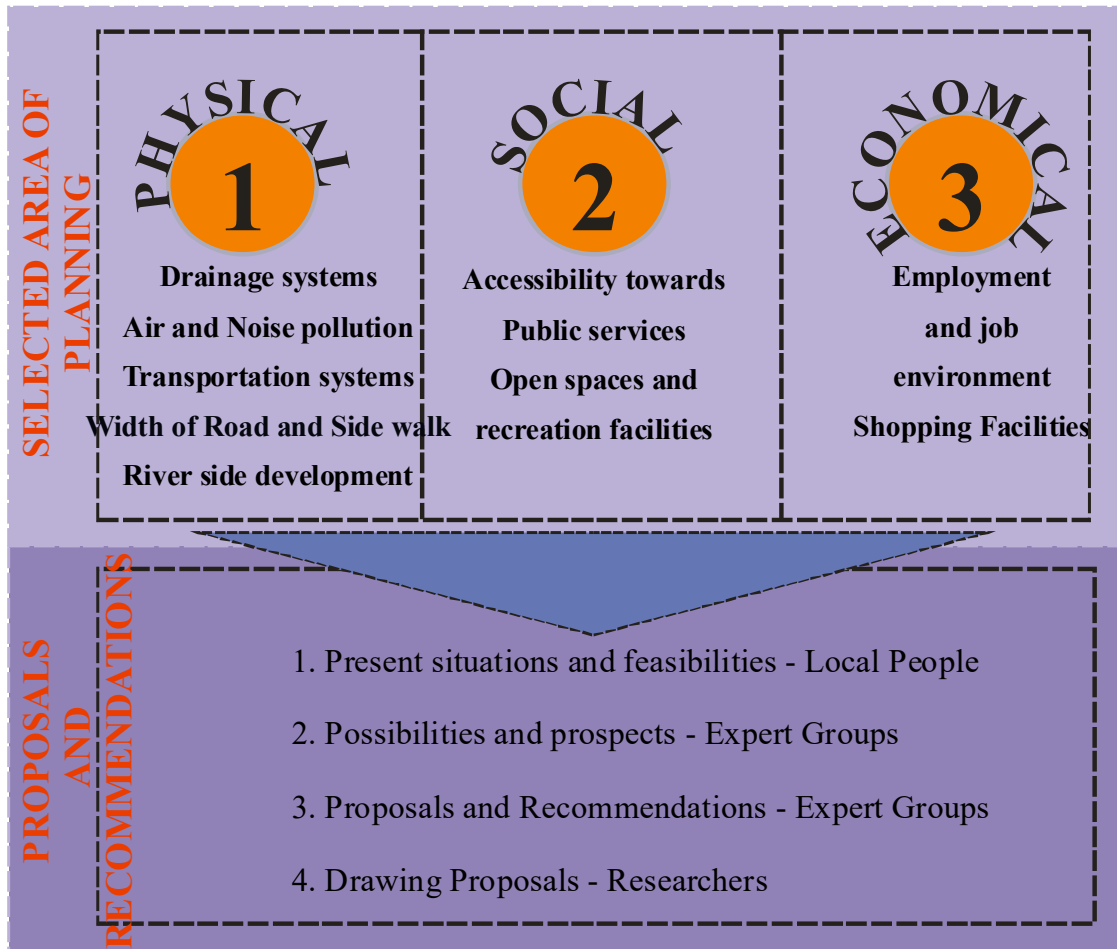 SELECTED AREA OF
PLANNING
PHYSICAL
1
Drainage systems
Air and Noise pollution
Transportation systems
Width of Road and Side walk
River side development
SOCIAL
2
Accessibility towards
Public services
Open spaces and
recreation facilities
ECONOMICAL
3
Employment
and job
environment
Shopping Facilities
PROPOSALS
AND
RECOMMENDATIONS
1. Present situations and feasibilities - Local People
2. Possibilities and prospects - Expert Groups
3. Proposals and Recommendations - Expert Groups
4. Drawing Proposals - Researchers